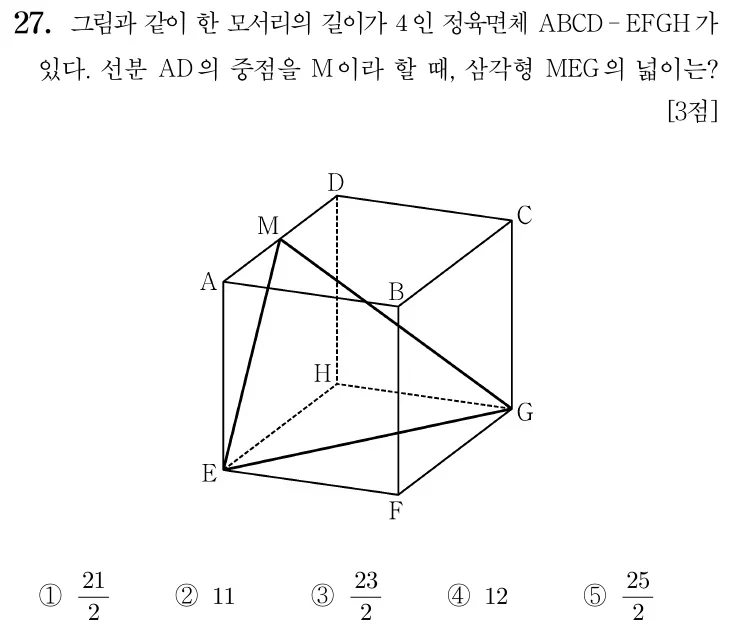 27. 그림과 같이 한 모서리의 길이가 4인 정육면체 ABCD-EFGH가
있다. 선분 AD의 중점을 M이라 할 때, 삼각형 MEG의 넓이는?
[3점]
D
C
M
A
B
H
G
E
F
① 21/2 ② 11 ③ 23/2 ④ 12 ⑤ 25/2